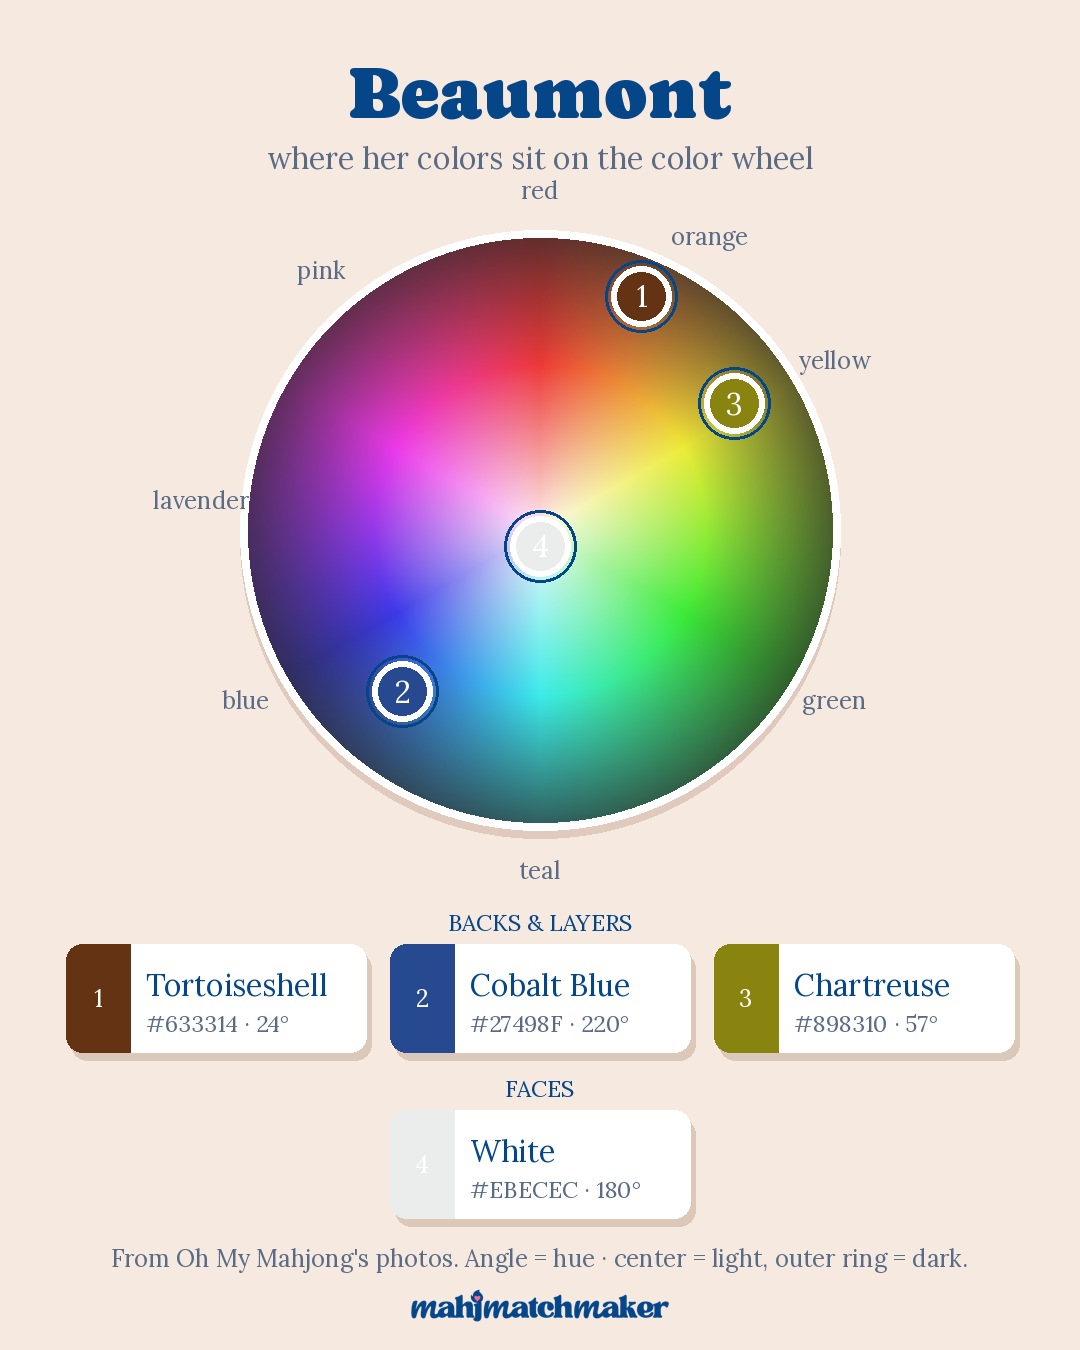 Beaumont
where her colors sit on the color wheel
red
orange
pink
yellow
lavender
blue
green
teal
1
3
4
2
BACKS & LAYERS
1 Tortoiseshell #633314 · 24°
2 Cobalt Blue #27498F · 220°
3 Chartreuse #898310 · 57°
FACES
4 White #EBECEC · 180°
From Oh My Mahjong's photos. Angle = hue · center = light, outer ring = dark.
mahjmatchmaker